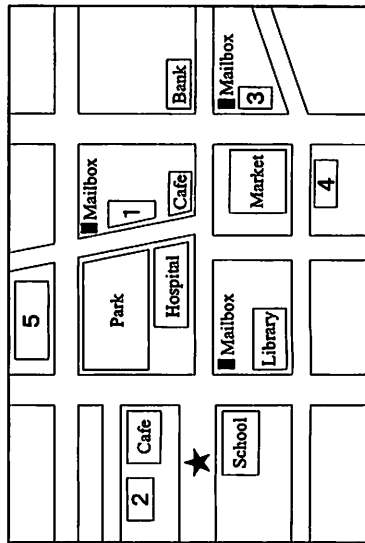 5
Mailbox
Park
1
2
Cafe
Hospital
Cafe
Bank
Mailbox
Mailbox
School
3
Library
Market
4